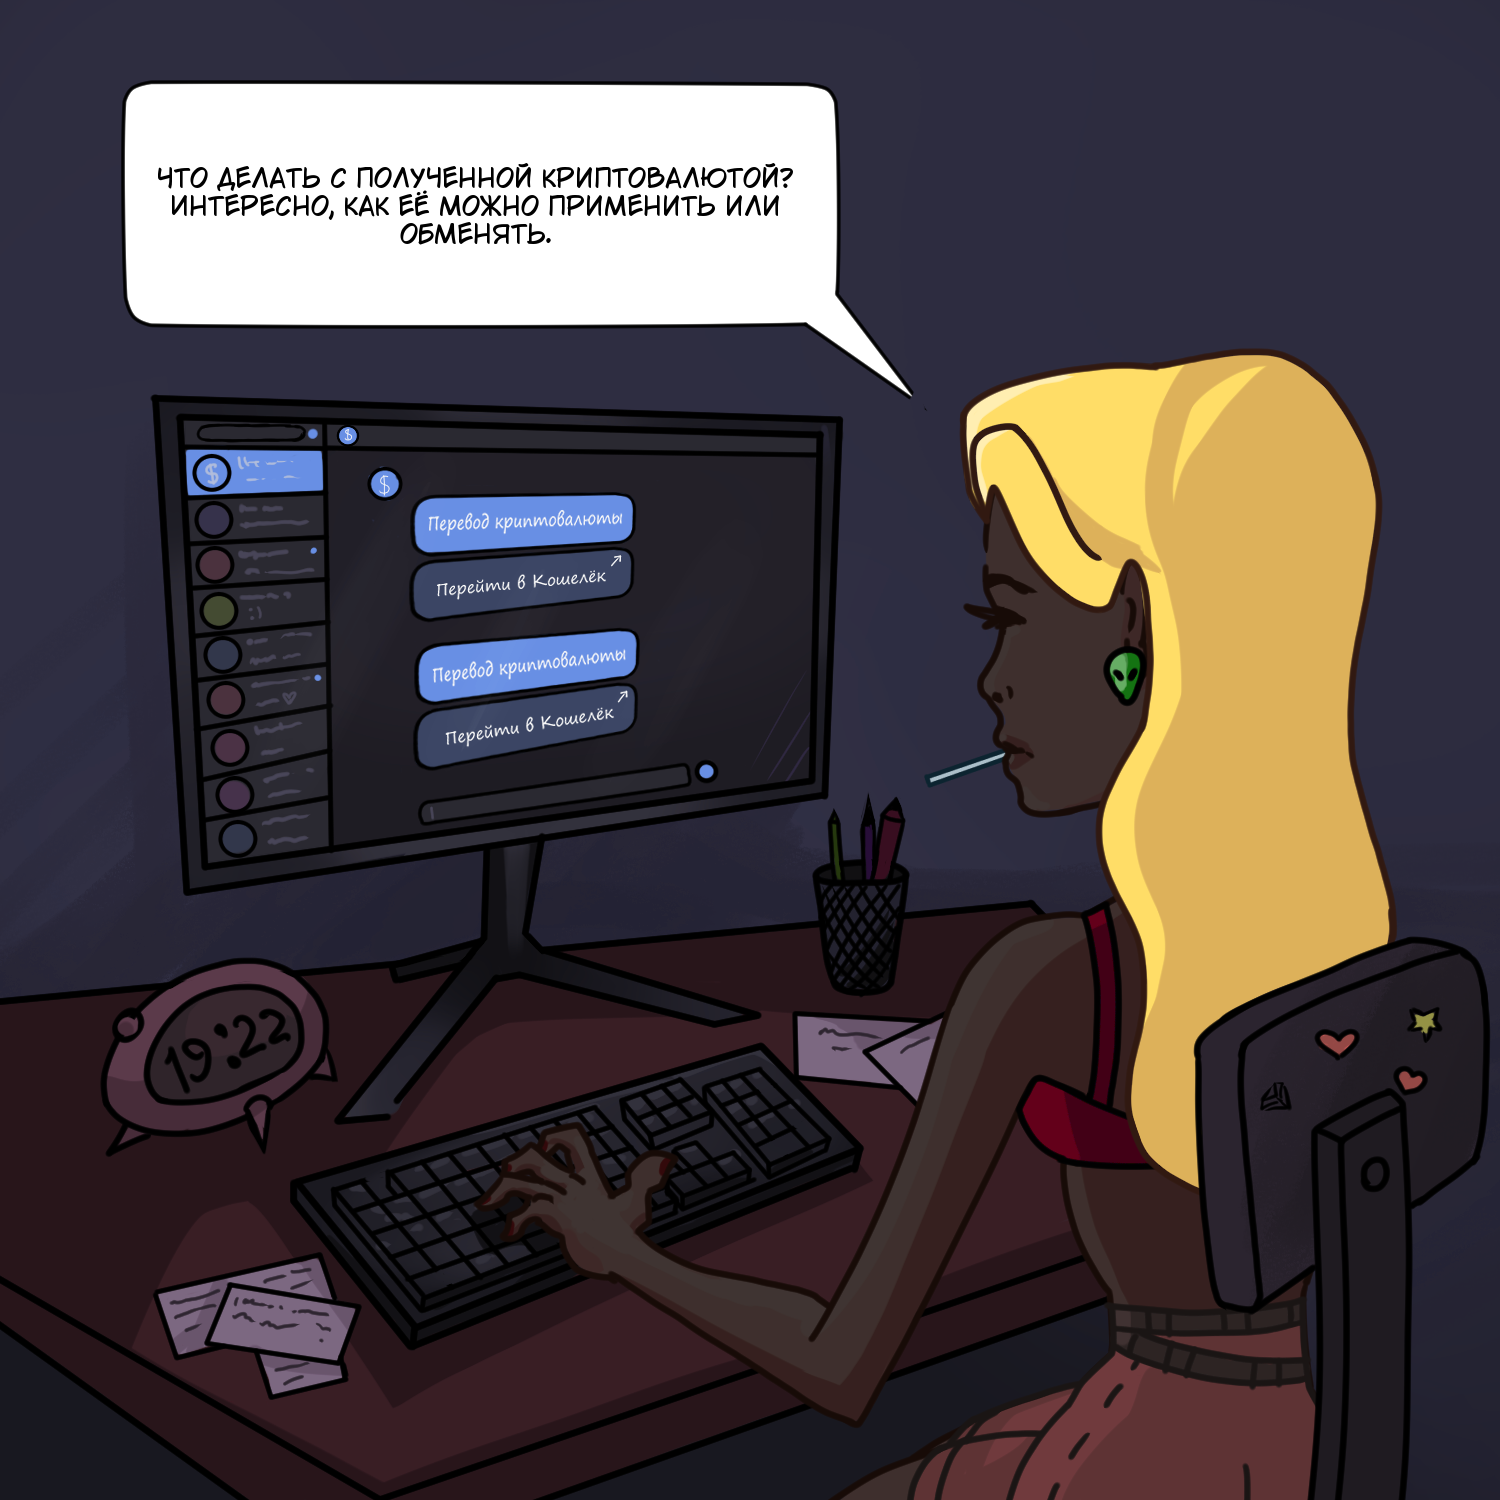 ЧТО ДЕЛАТЬ С ПОЛУЧЕННОЙ КРИПТОВАЛЮТОЙ?
ИНТЕРЕСНО, КАК ЕЁ МОЖНО ПРИМЕНИТЬ ИЛИ
ОБМЕНЯТЬ.
$
$
$
Перевод криптовалюты
Перейти в Кошелёк
:)
Перевод криптовалюты
Перейти в Кошелёк
19:22